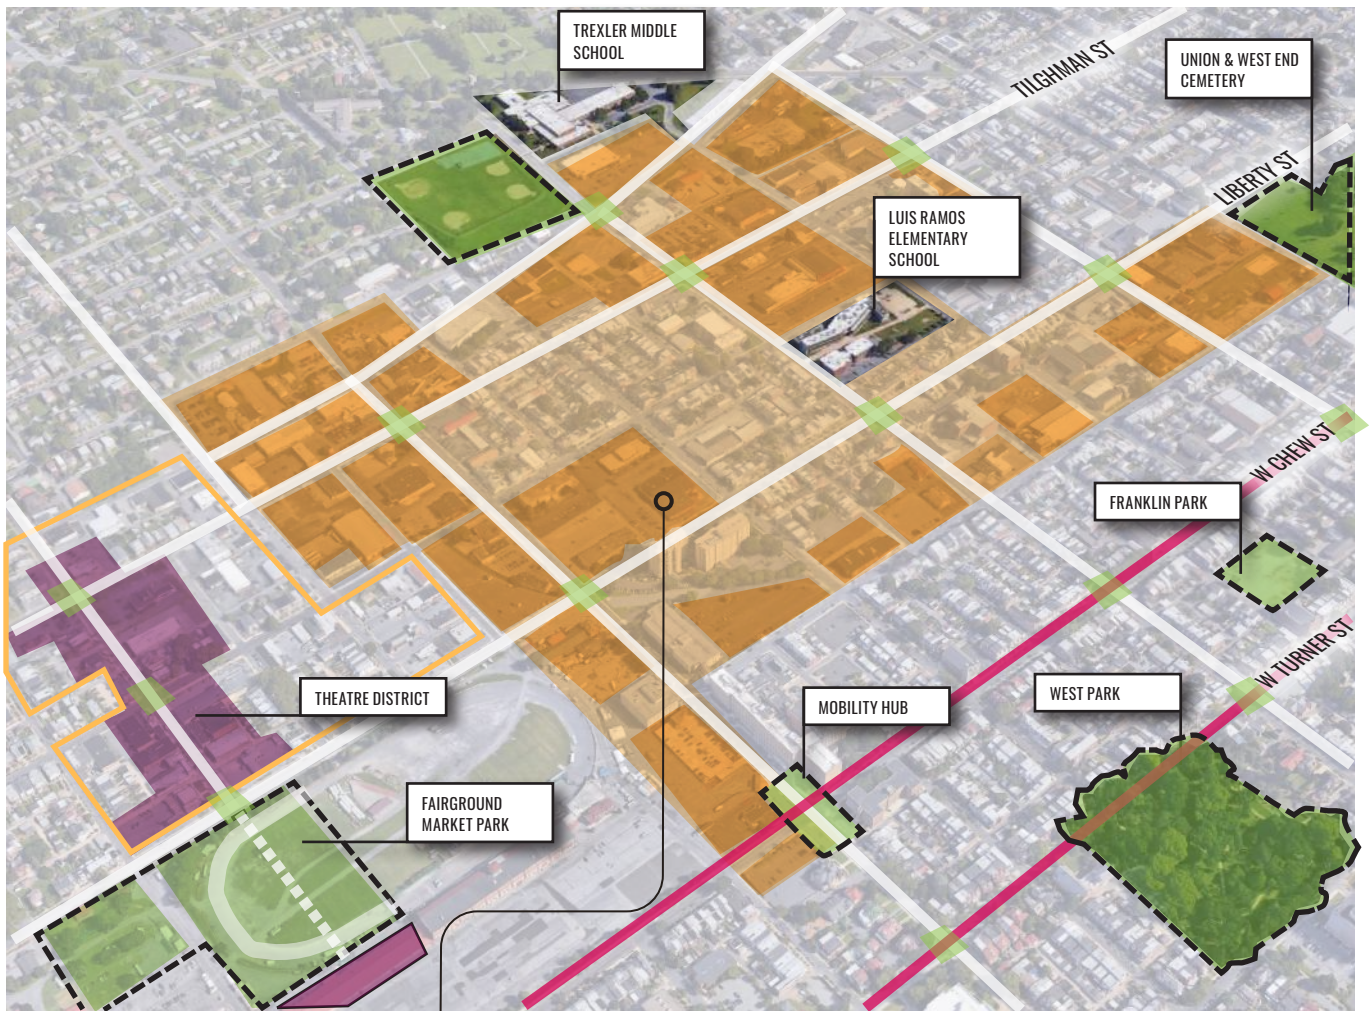 TREXLER MIDDLE
SCHOOL
TILGHMAN ST
UNION & WEST END
CEMETERY
LIBERTY ST
LUIS RAMOS
ELEMENTARY
SCHOOL
W CHEW ST
FRANKLIN PARK
W TURNER ST
THEATRE DISTRICT
MOBILITY HUB
WEST PARK
FAIRGROUND
MARKET PARK